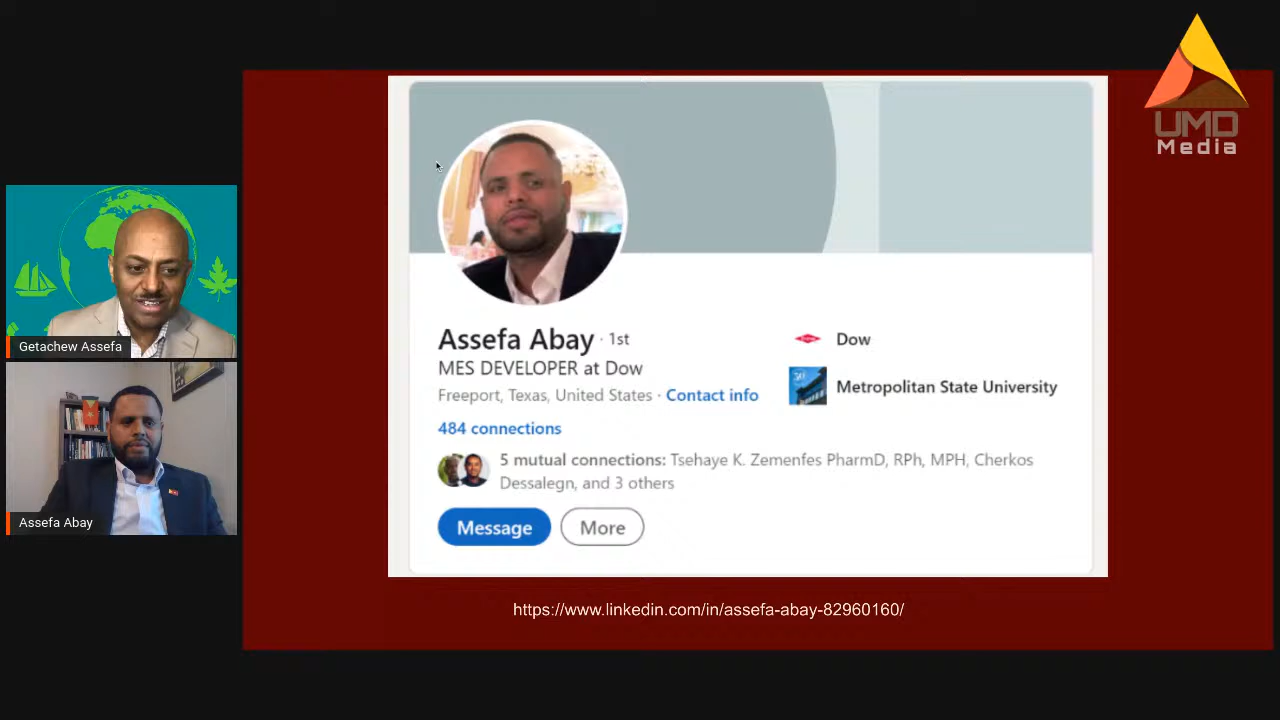 UMD
Media
Getachew Assefa
Assefa Abay
Assefa Abay · 1st
MES DEVELOPER at Dow
Freeport, Texas, United States · Contact info
484 connections
5 mutual connections: Tsehaye K. Zemenfes PharmD, RPh, MPH, Cherkos
Dessalegn, and 3 others
Message
More
Dow
Metropolitan State University
https://www.linkedin.com/in/assefa-abay-82960160/